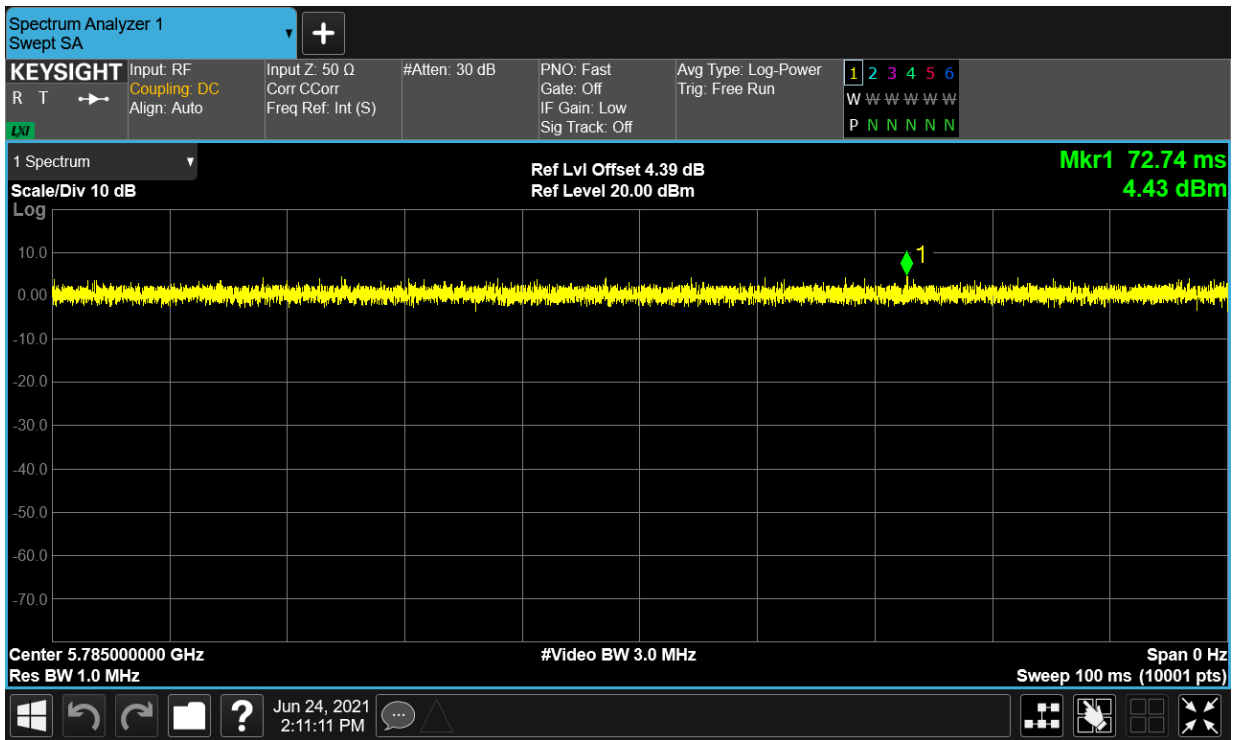 Spectrum Analyzer 1
Swept SA
KEYSIGHT
R T
LXI
Input: RF
Coupling: DC
Align: Auto
Input Z: 50 Ω
Corr CCorr
Freq Ref: Int (S)
#Atten: 30 dB
PNO: Fast
Gate: Off
IF Gain: Low
Sig Track: Off
Avg Type: Log-Power
Trig: Free Run
1 2 3 4 5 6
W W W W W W
P N N N N N
1 Spectrum
Scale/Div 10 dB
Log
Ref Lvl Offset 4.39 dB
Ref Level 20.00 dBm
Mkr1 72.74 ms
4.43 dBm
10.0
1
0.00
-10.0
-20.0
-30.0
-40.0
-50.0
-60.0
-70.0
Center 5.785000000 GHz
Res BW 1.0 MHz
#Video BW 3.0 MHz
Span 0 Hz
Sweep 100 ms (10001 pts)
?
Jun 24, 2021
2:11:11 PM